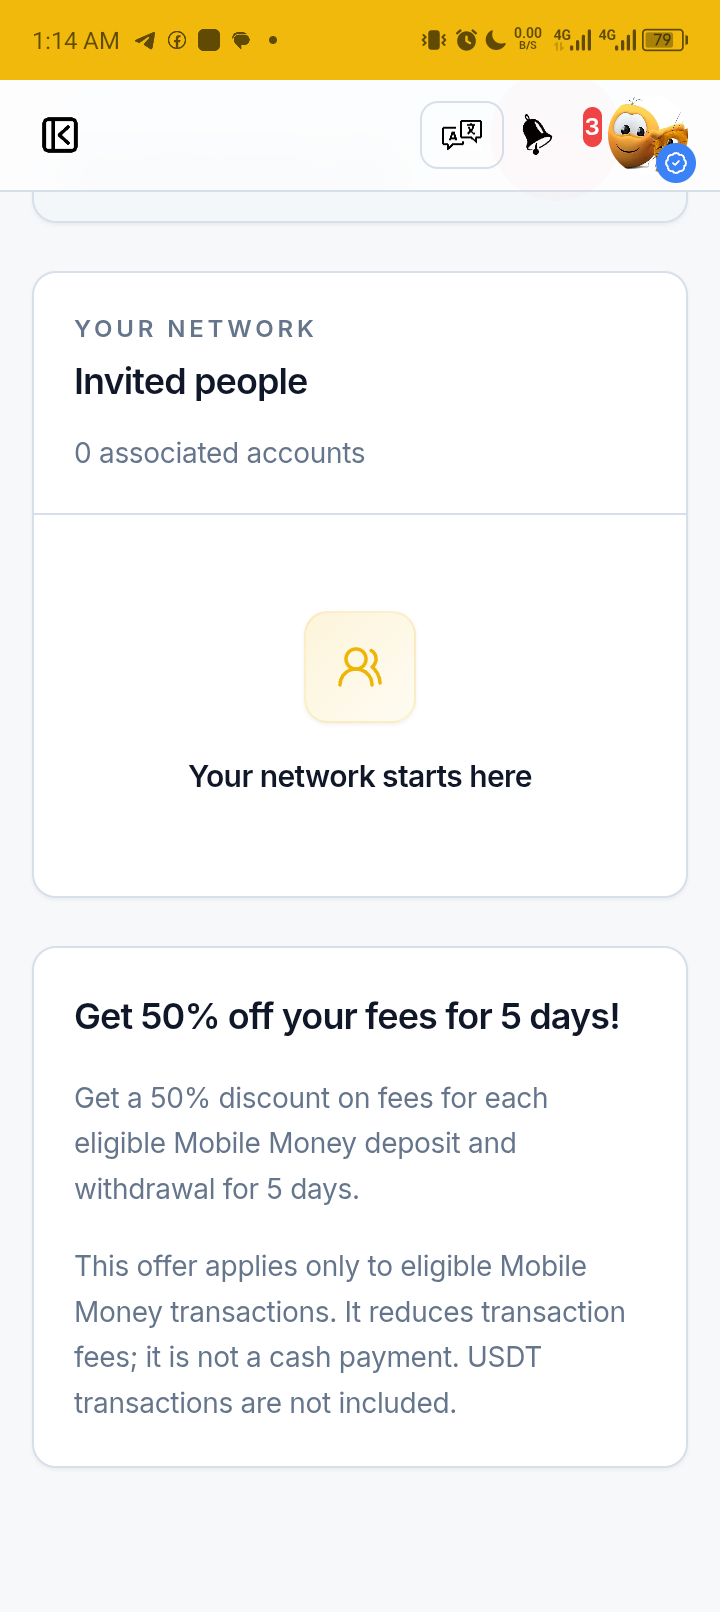 1:14 AM
0.00
B/S
4G
4G
79
A 文
3
YOUR NETWORK
Invited people
0 associated accounts
Your network starts here
Get 50% off your fees for 5 days!
Get a 50% discount on fees for each
eligible Mobile Money deposit and
withdrawal for 5 days.
This offer applies only to eligible Mobile
Money transactions. It reduces transaction
fees; it is not a cash payment. USDT
transactions are not included.